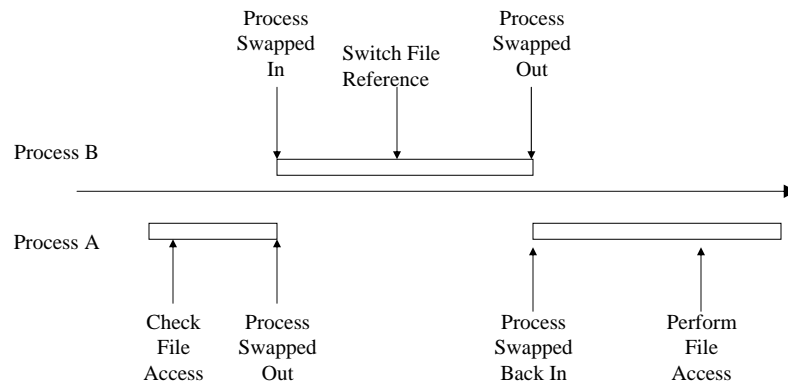 Process
Swapped
In
Switch File
Reference
Process
Swapped
Out
Process B
Process A
Check
File
Access
Process
Swapped
Out
Process
Swapped
Back In
Perform
File
Access